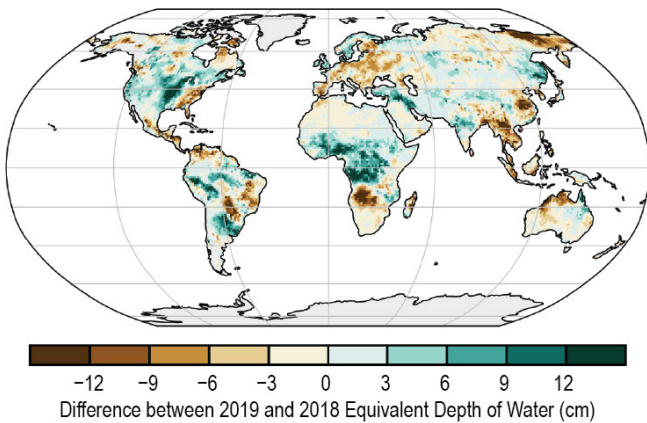 −12 −9 −6 −3 0 3 6 9 12
Difference between 2019 and 2018 Equivalent Depth of Water (cm)